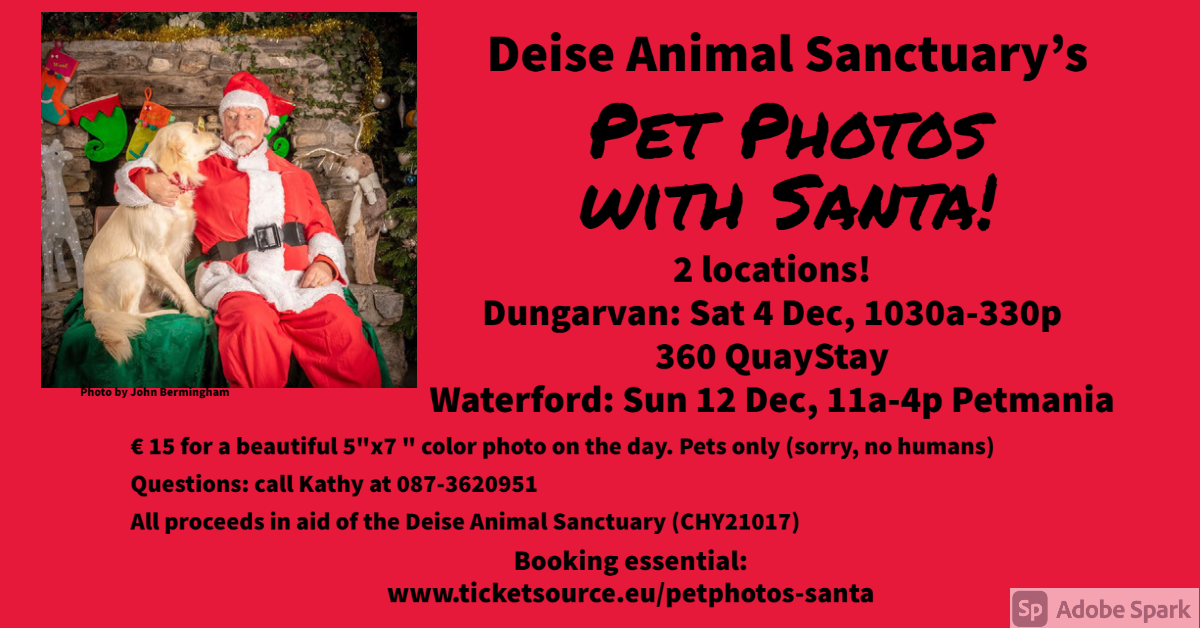 Deise Animal Sanctuary’s
Pet Photos
with Santa!
2 locations!
Dungarvan: Sat 4 Dec, 1030a-330p
360 QuayStay
Waterford: Sun 12 Dec, 11a-4p Petmania
Photo by John Bermingham
€ 15 for a beautiful 5"x7 " color photo on the day. Pets only (sorry, no humans)
Questions: call Kathy at 087-3620951
All proceeds in aid of the Deise Animal Sanctuary (CHY21017)
Booking essential:
www.ticketsource.eu/petphotos-santa
Sp Adobe Spark